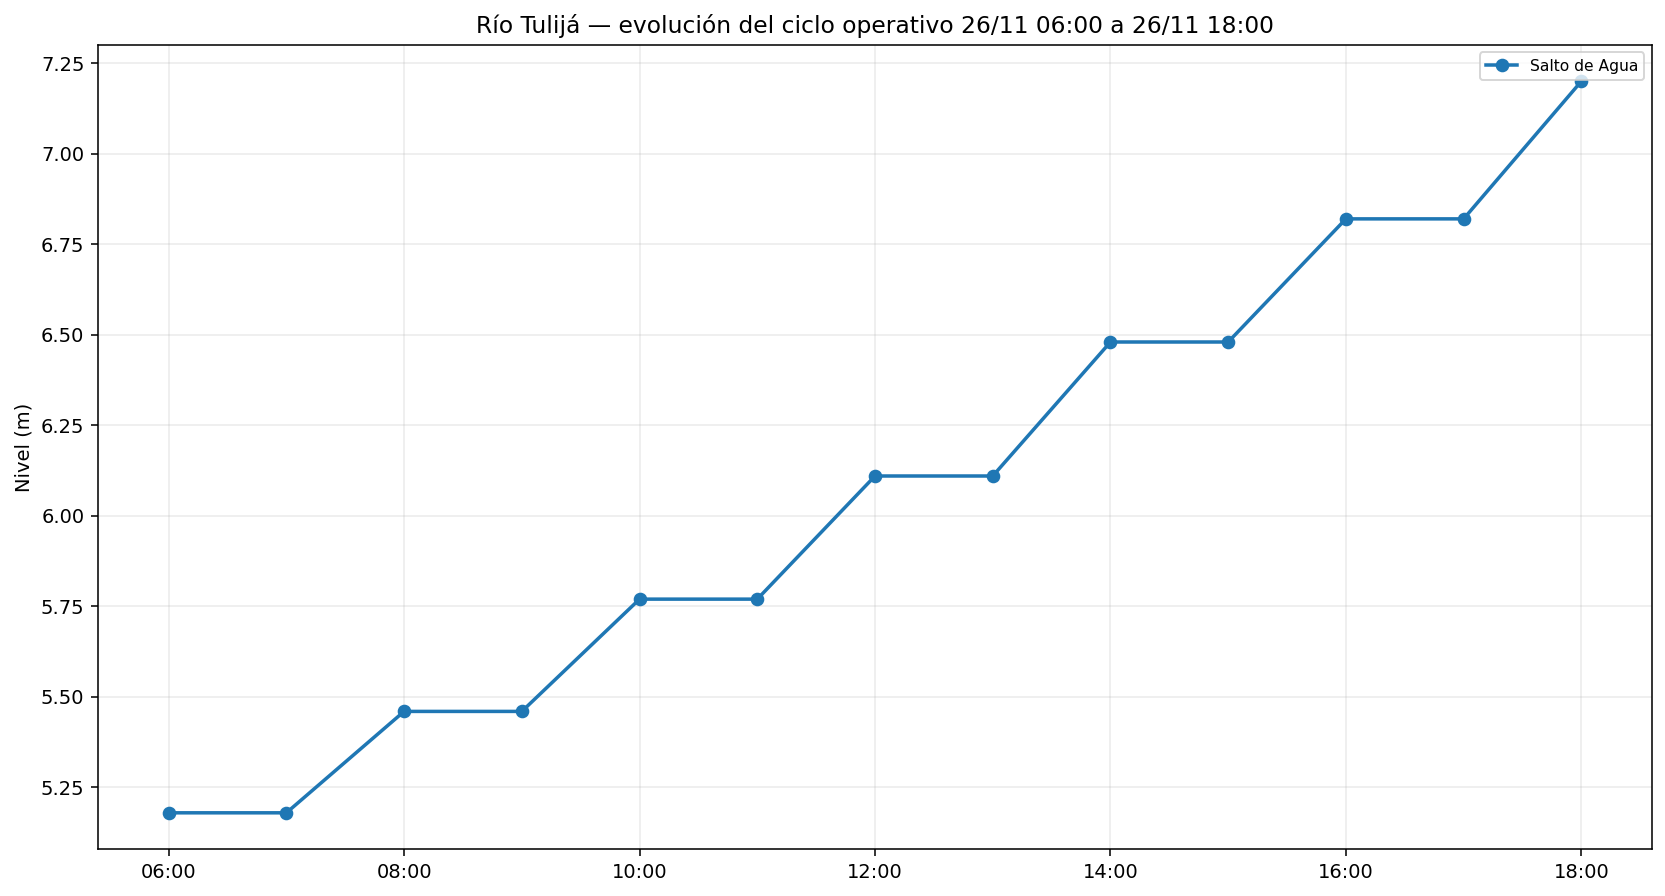 Río Tulijá — evolución del ciclo operativo 26/11 06:00 a 26/11 18:00
Salto de Agua
Nivel (m)
7.25
7.00
6.75
6.50
6.25
6.00
5.75
5.50
5.25
06:00 08:00 10:00 12:00 14:00 16:00 18:00